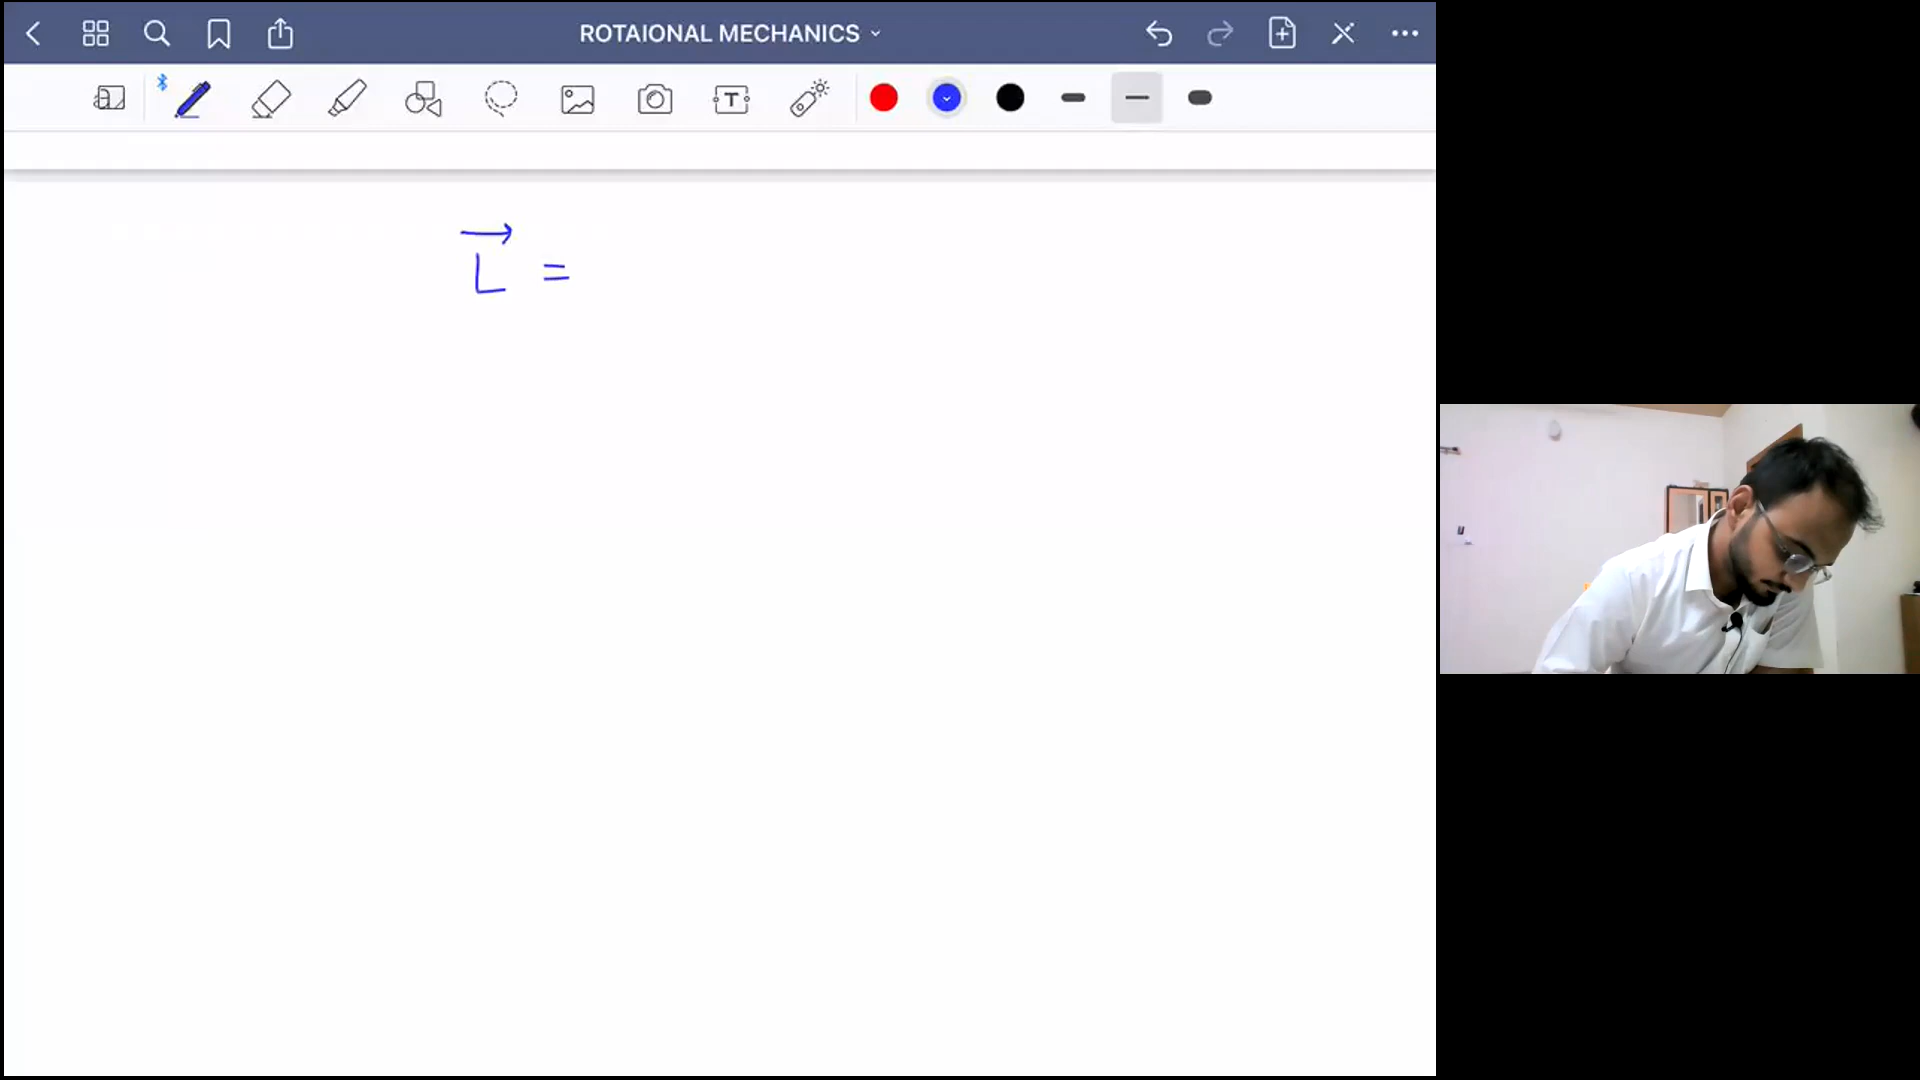 ROTAIONAL MECHANICS
T
L⃗ =